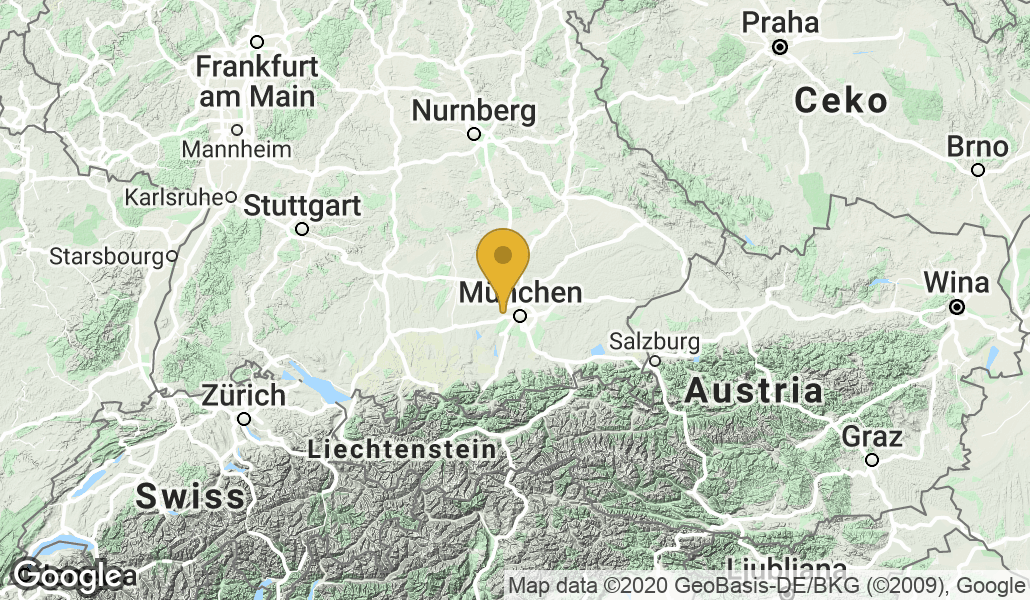 Praha
Frankfurt
am Main
Ceko
Nurnberg
Mannheim
Brno
Karlsruhe
Stuttgart
Starsbourg
Wina
München
Salzburg
Zürich
Austria
Liechtenstein
Graz
Swiss
Ljubljana
Google
Map data ©2020 GeoBasis-DE/BKG (©2009), Google